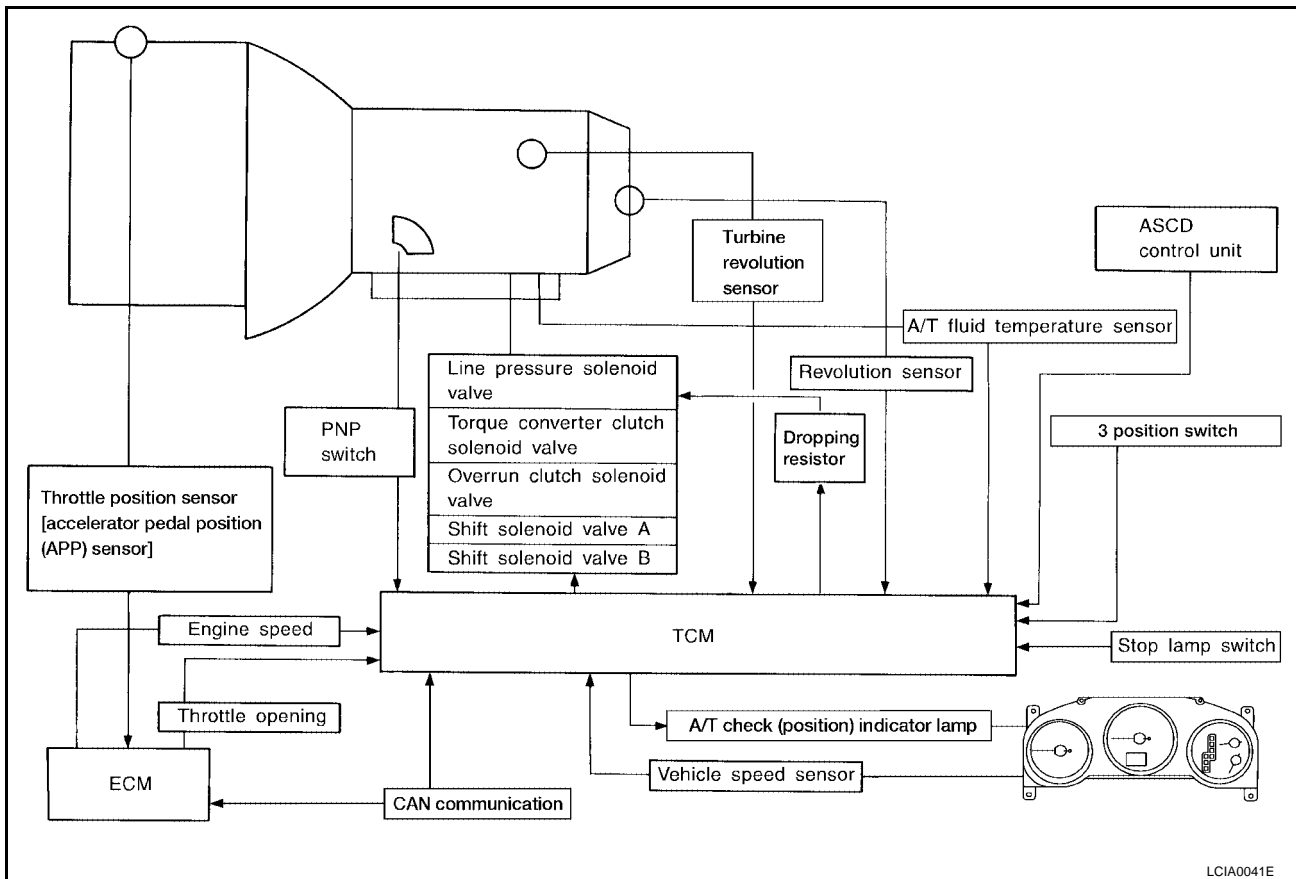 Turbine
revolution
sensor
ASCD
control unit
A/T fluid temperature sensor
Line pressure solenoid
valve
Torque converter clutch
solenoid valve
Overrun clutch solenoid
valve
Shift solenoid valve A
Shift solenoid valve B
Revolution sensor
PNP
switch
Dropping
resistor
3 position switch
Throttle position sensor
[accelerator pedal position
(APP) sensor]
Engine speed
TCM
Stop lamp switch
Throttle opening
A/T check (position) indicator lamp
ECM
Vehicle speed sensor
CAN communication
LCIA0041E